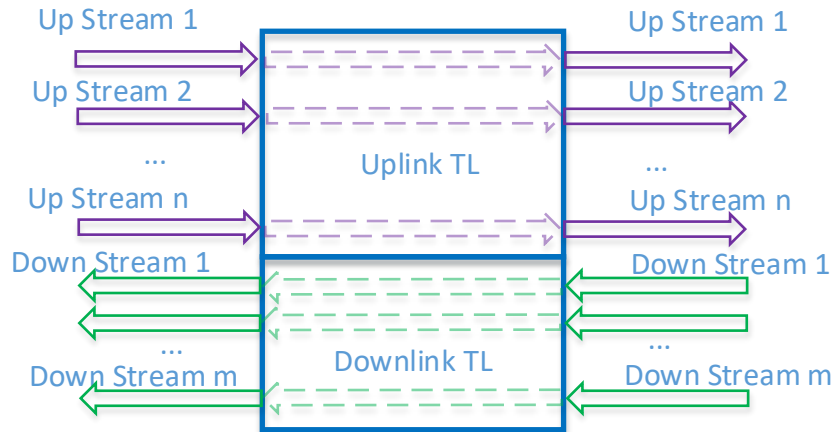 Up Stream 1
Up Stream 1
Up Stream 2
Up Stream 2
...
Uplink TL
...
Up Stream n
Up Stream n
Down Stream 1
Down Stream 1
...
Downlink TL
...
Down Stream m
Down Stream m